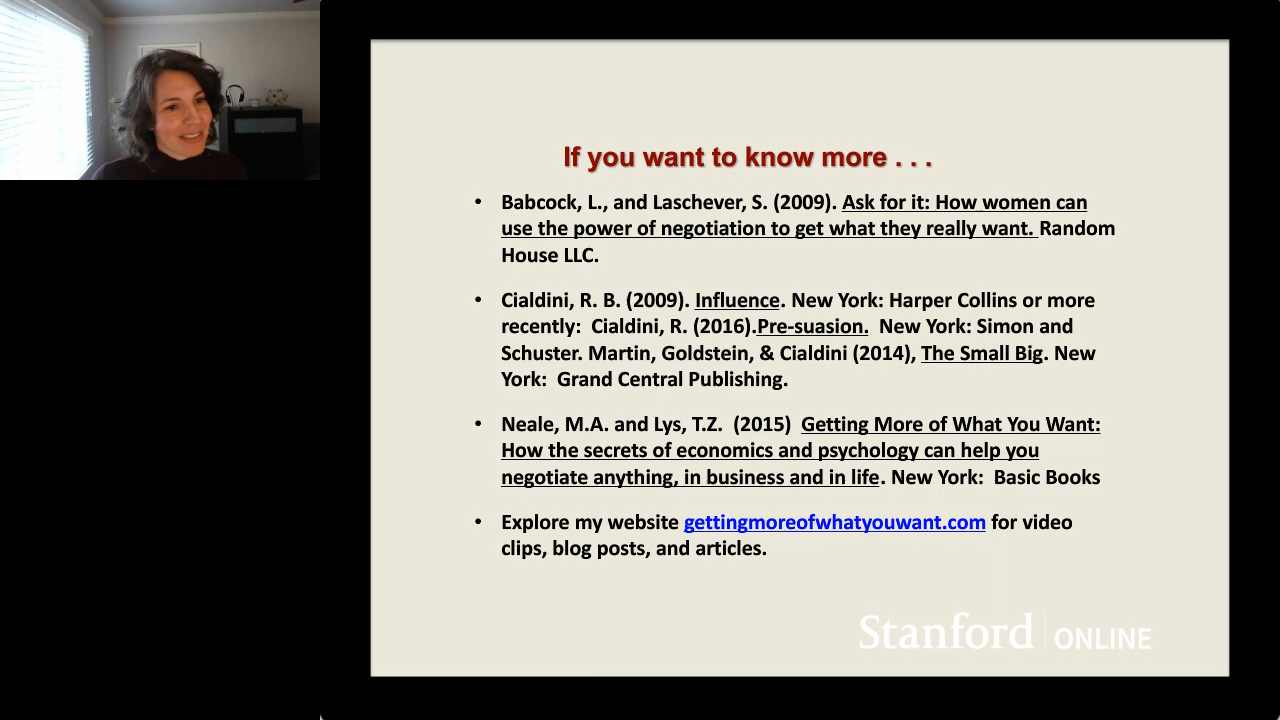 If you want to know more . . .
• Babcock, L., and Laschever, S. (2009). Ask for it: How women can
use the power of negotiation to get what they really want. Random
House LLC.
• Cialdini, R. B. (2009). Influence. New York: Harper Collins or more
recently:  Cialdini, R. (2016).Pre-suasion.  New York: Simon and
Schuster. Martin, Goldstein, & Cialdini (2014), The Small Big. New
York:  Grand Central Publishing.
• Neale, M.A. and Lys, T.Z.  (2015)  Getting More of What You Want:
How the secrets of economics and psychology can help you
negotiate anything, in business and in life. New York:  Basic Books
• Explore my website gettingmoreofwhatyouwant.com for video
clips, blog posts, and articles.
Stanford ONLINE